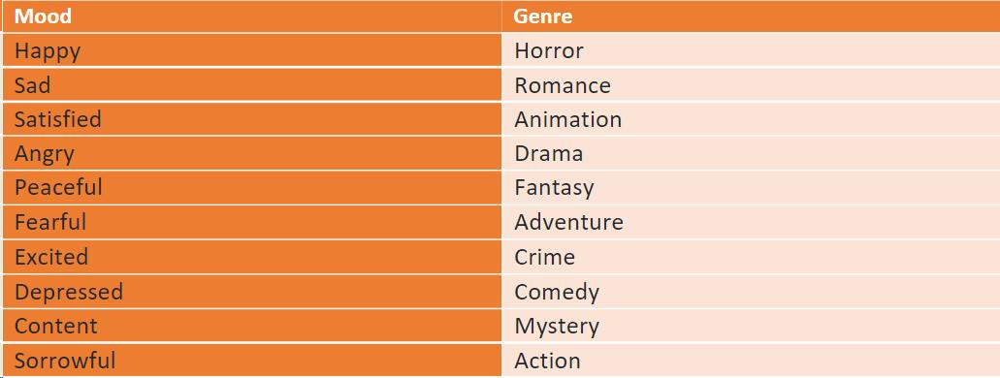 Mood Genre
Happy Horror
Sad Romance
Satisfied Animation
Angry Drama
Peaceful Fantasy
Fearful Adventure
Excited Crime
Depressed Comedy
Content Mystery
Sorrowful Action